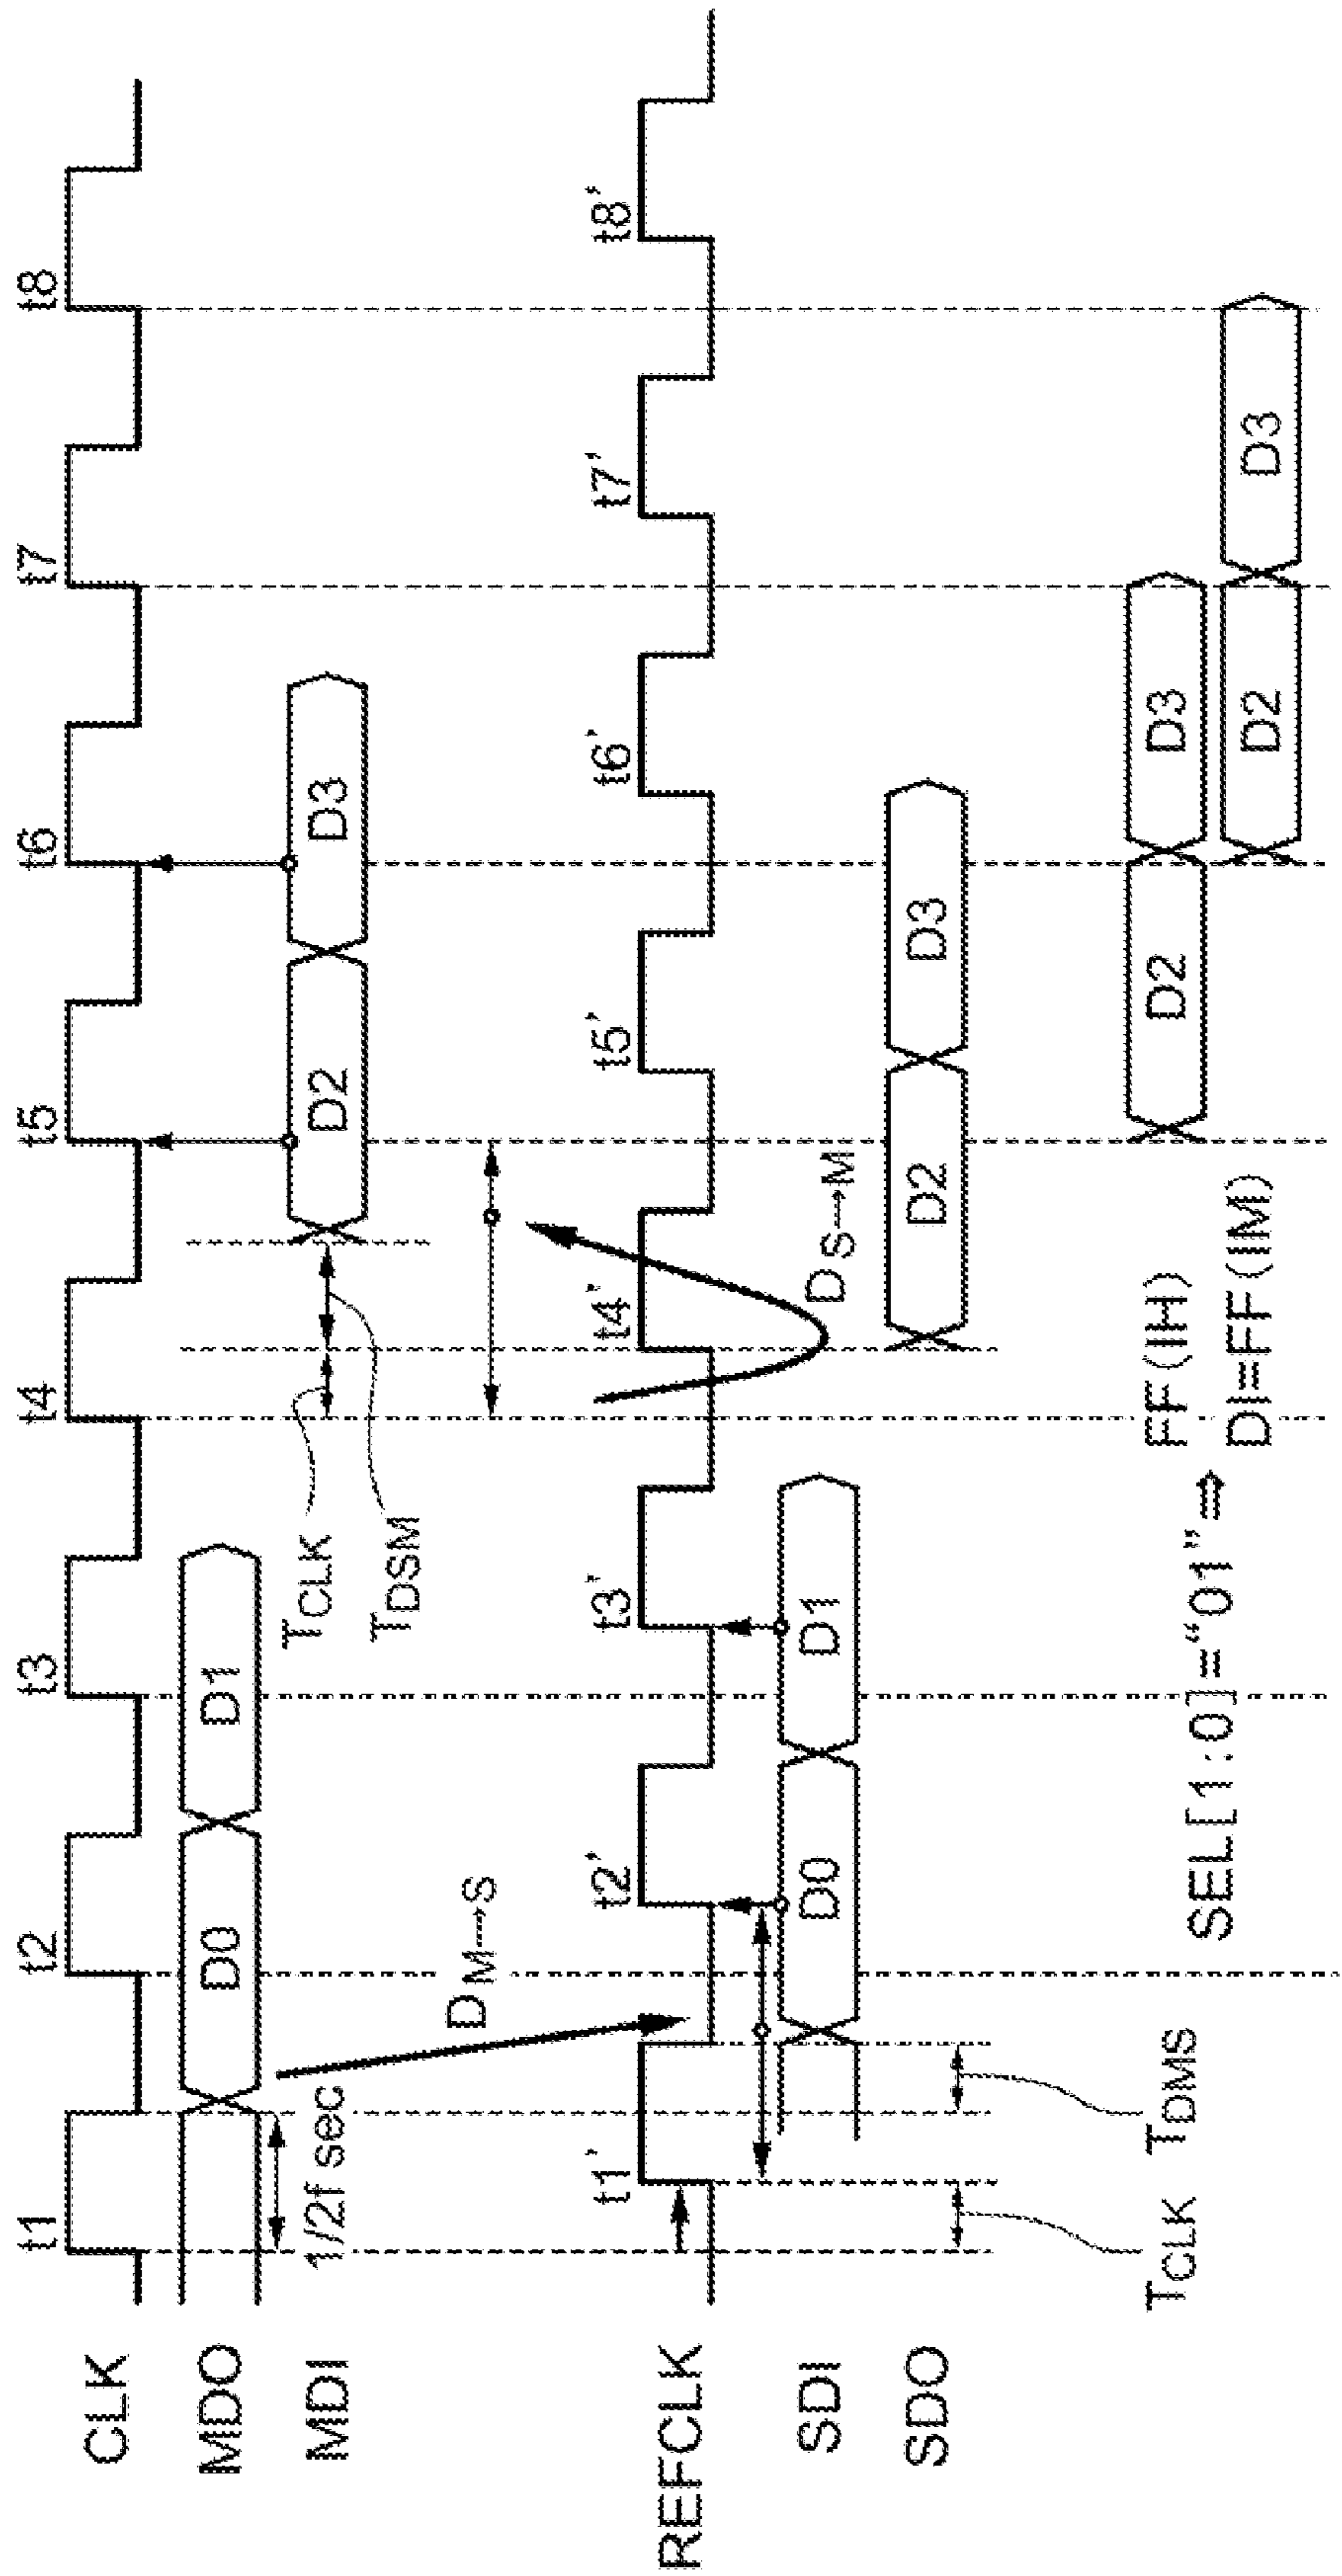 t1 t2 t3 t4 t5 t6 t7 t8
CLK
MDO D0 D1
MDI D2 D3
1/2f sec
TCLK
TDSM
DM→S
t1' t2' t3' t4' t5' t6' t7' t8'
REFCLK
SDI D0 D1
DS→M
SDO D2 D3
TCLK TDMS
FF(IH) D2 D3
SEL[1:0]="01"⇒ DI=FF(IM) D2 D3